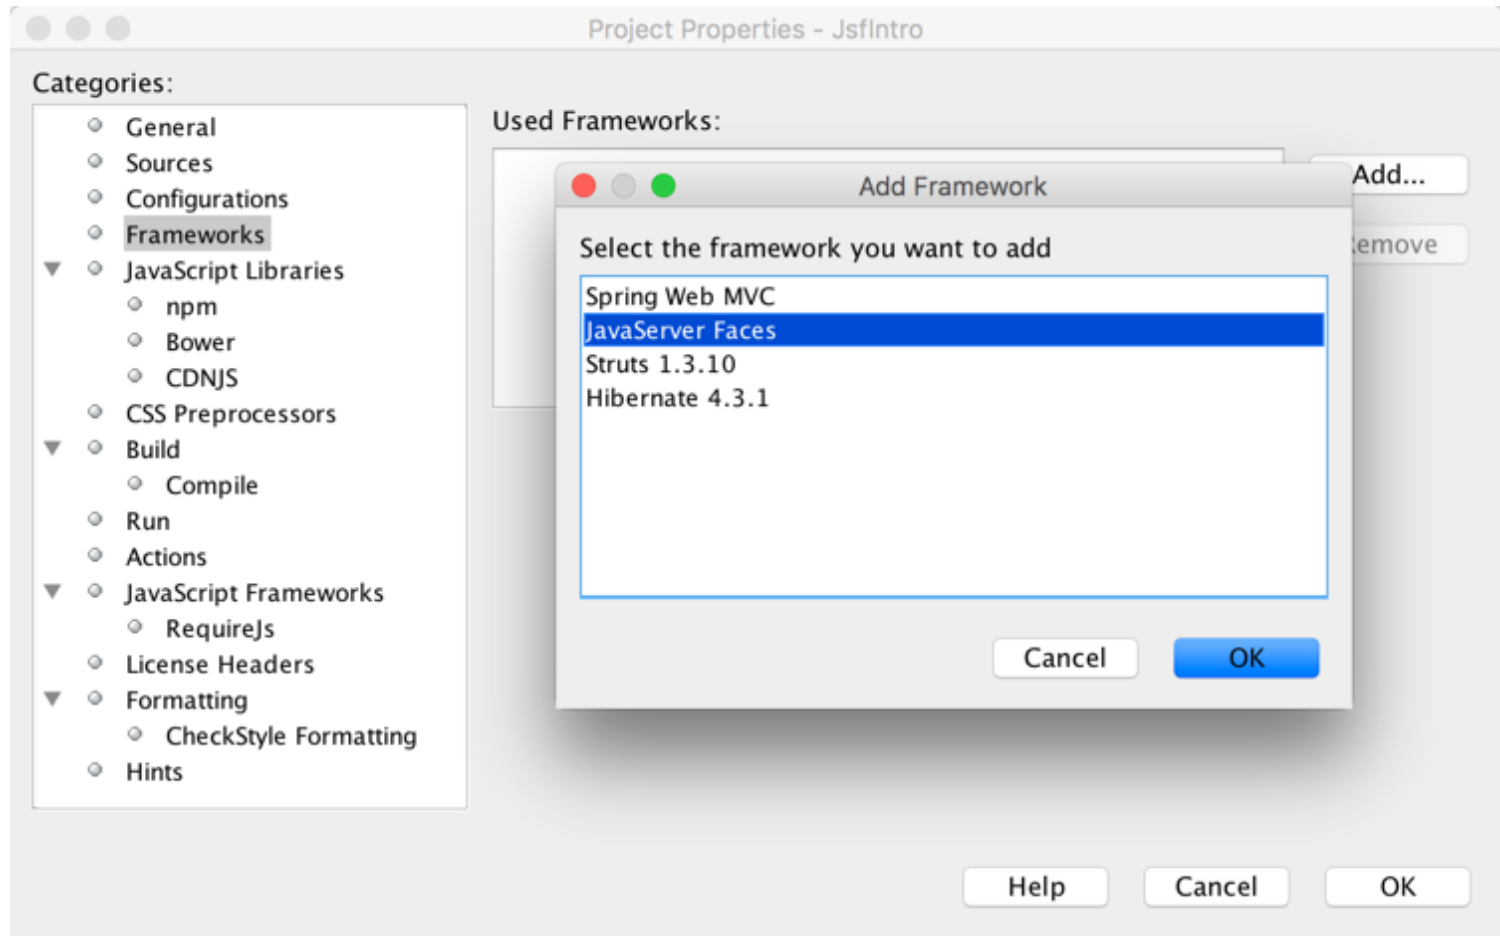 Project Properties - JsfIntro
Categories:
General
Sources
Configurations
Frameworks
JavaScript Libraries
npm
Bower
CDNJS
CSS Preprocessors
Build
Compile
Run
Actions
JavaScript Frameworks
RequireJs
License Headers
Formatting
CheckStyle Formatting
Hints
Used Frameworks:
Add...
emove
Add Framework
Select the framework you want to add
Spring Web MVC
JavaServer Faces
Struts 1.3.10
Hibernate 4.3.1
Cancel
OK
Help
Cancel
OK